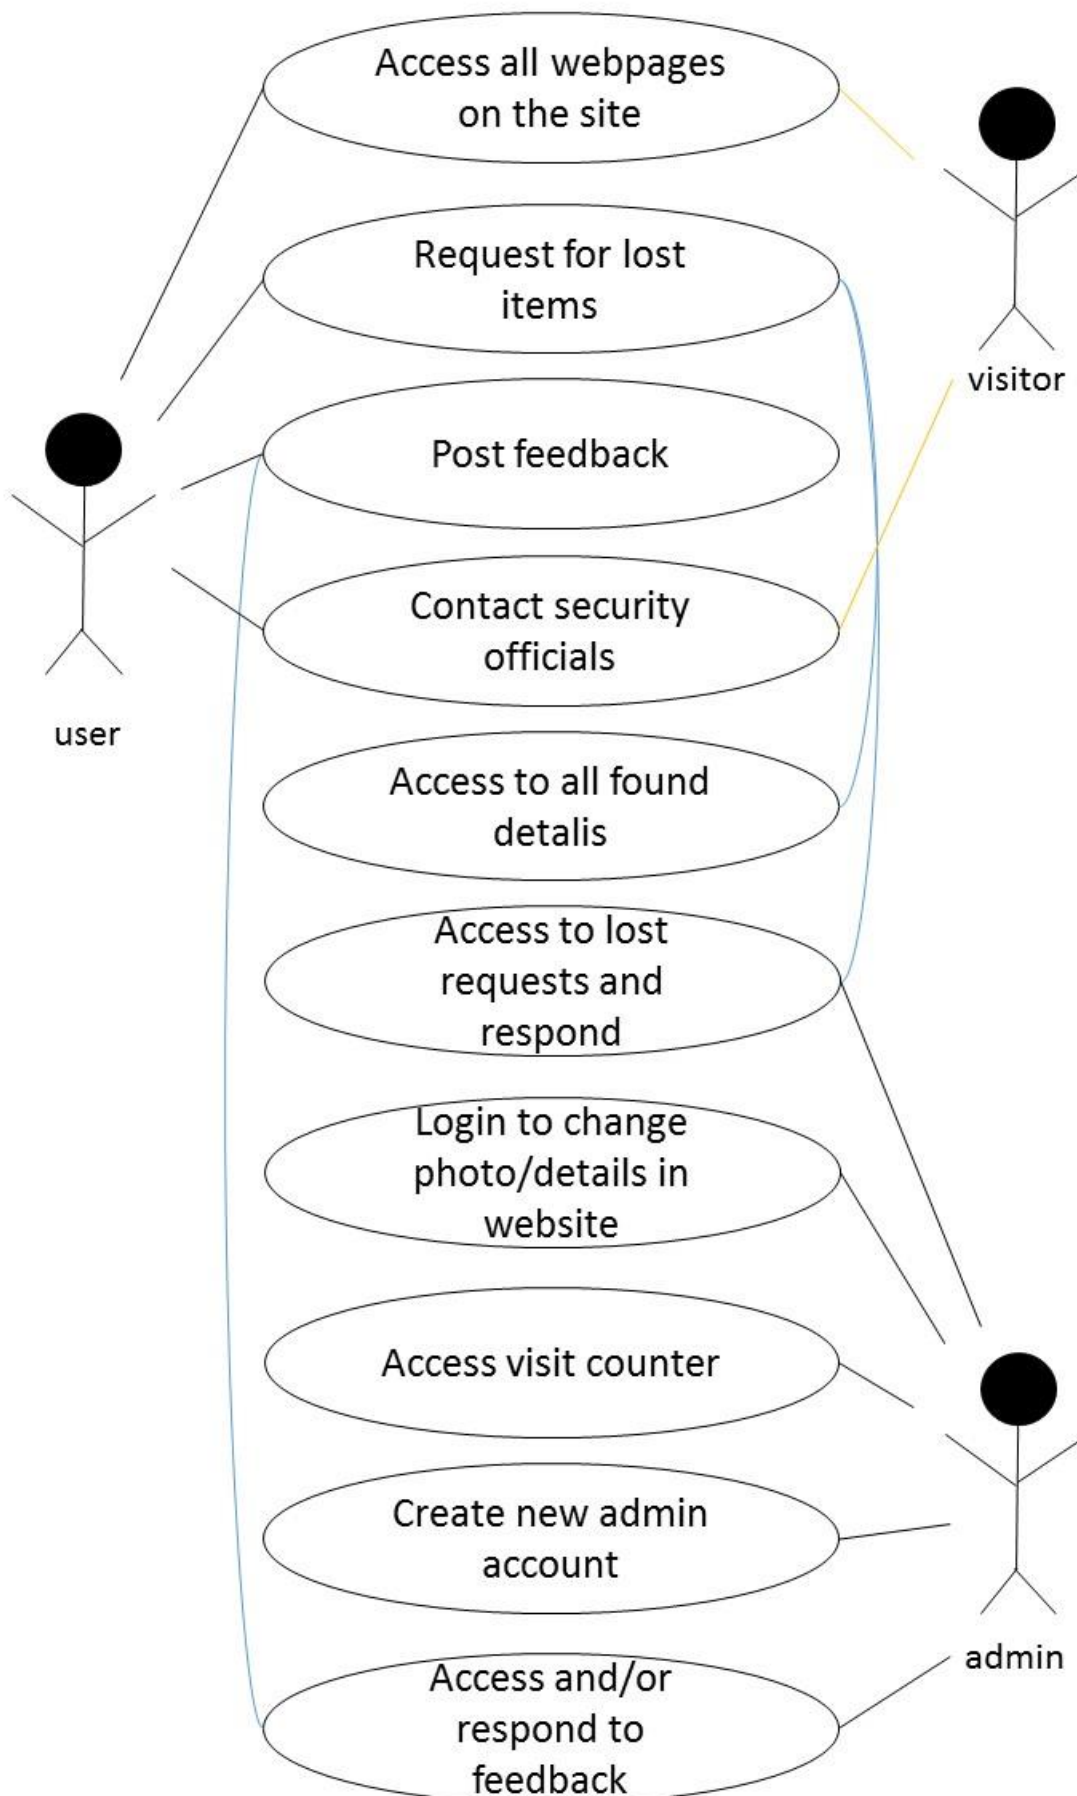 Access all webpages
on the site
Request for lost
items
visitor
Post feedback
Contact security
officials
user
Access to all found
detalis
Access to lost
requests and
respond
Login to change
photo/details in
website
Access visit counter
Create new admin
account
admin
Access and/or
respond to
feedback